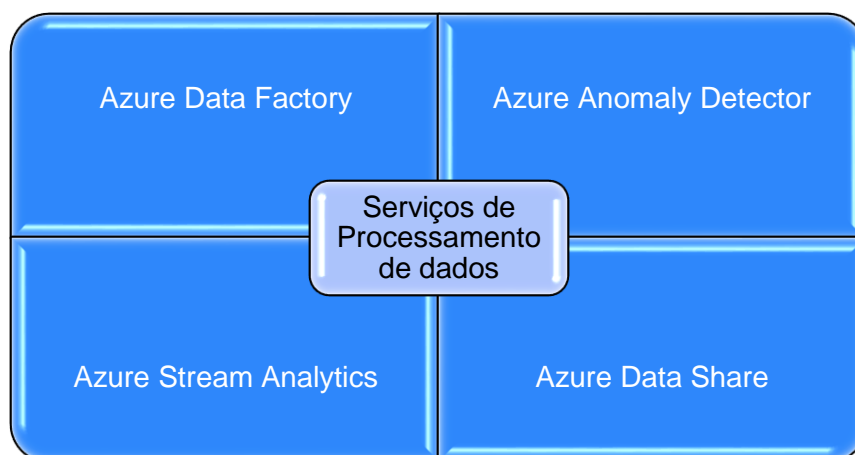 Azure Data Factory
Azure Anomaly Detector
Serviços de
Processamento
de dados
Azure Stream Analytics
Azure Data Share